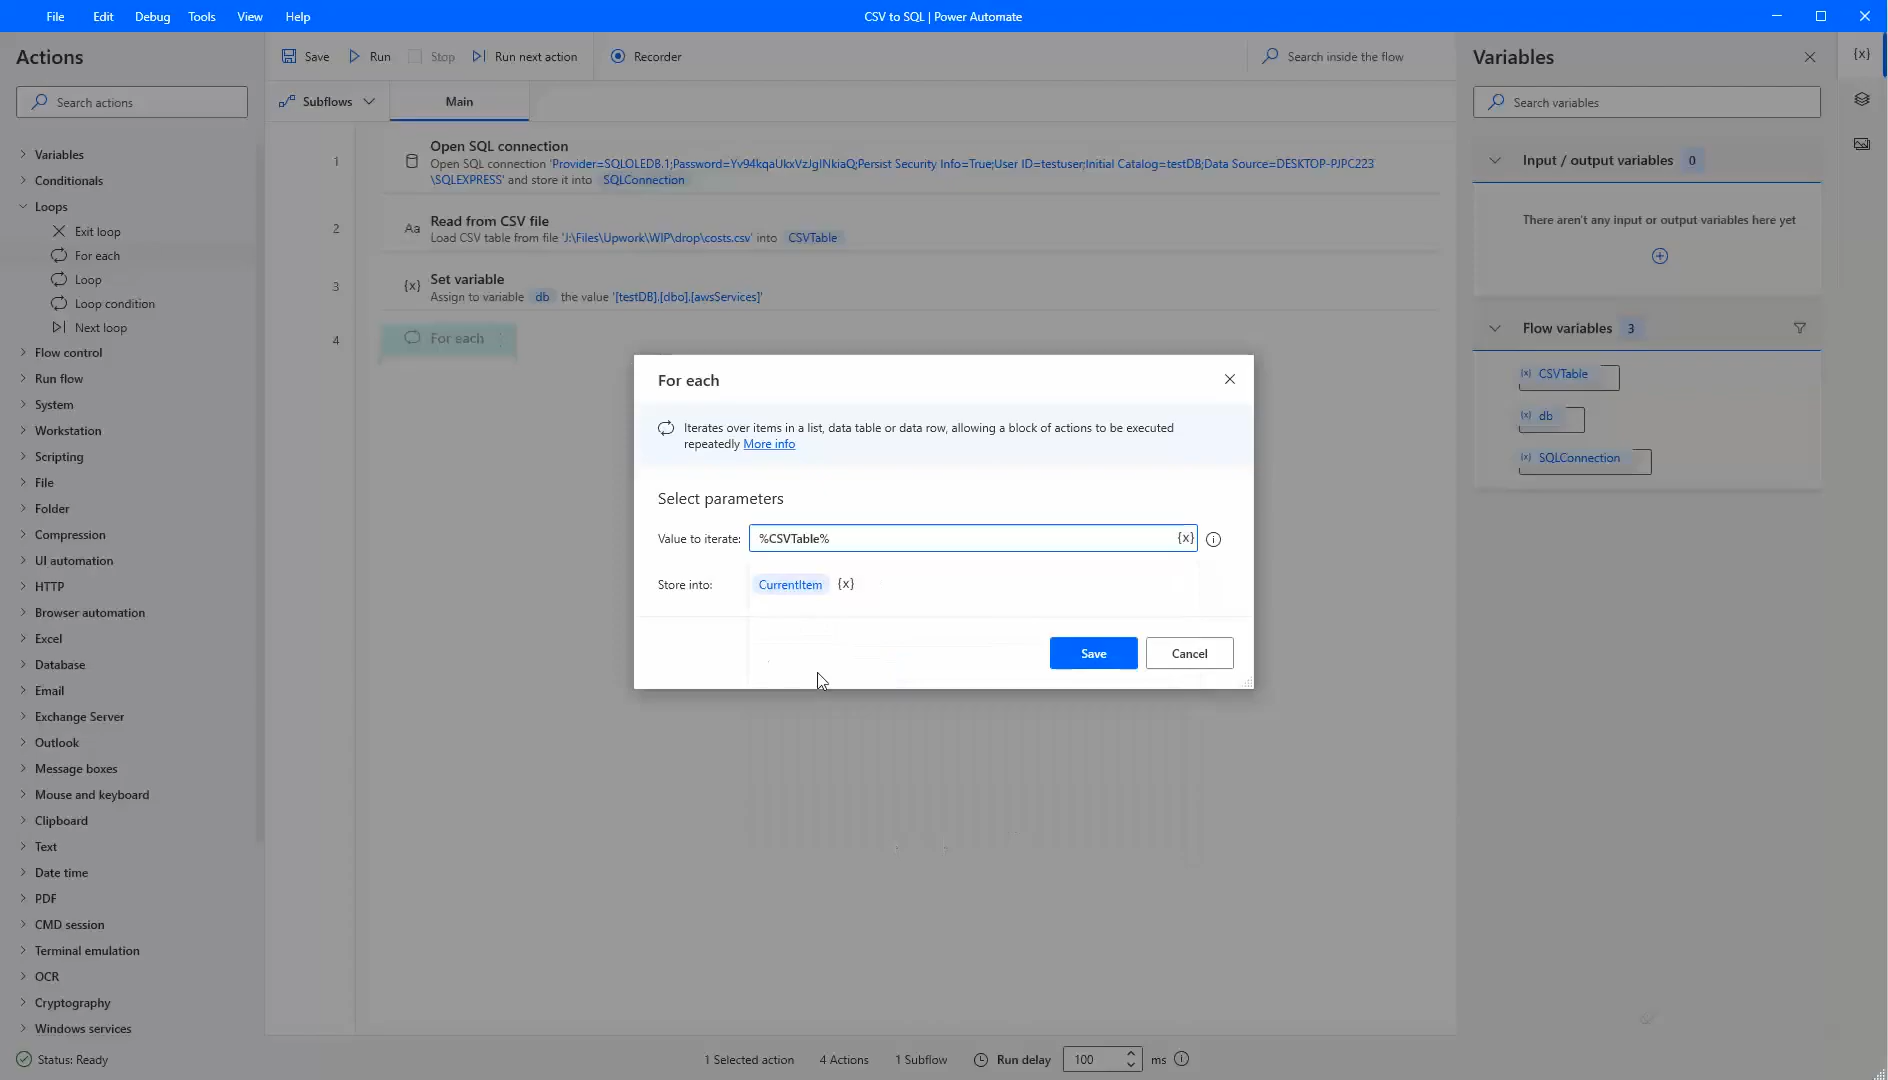 File Edit Debug Tools View Help
CSV to SQL | Power Automate
Actions
Search actions
Variables
Conditionals
Loops
Exit loop
For each
Loop
Loop condition
Next loop
Flow control
Run flow
System
Workstation
Scripting
File
Folder
Compression
UI automation
HTTP
Browser automation
Excel
Database
Email
Exchange Server
Outlook
Message boxes
Mouse and keyboard
Clipboard
Text
Date time
PDF
CMD session
Terminal emulation
OCR
Cryptography
Windows services
Save Run Stop Run next action Recorder
Search inside the flow
Subflows Main
1
Open SQL connection
Open SQL connection 'Provider=SQLOLEDB.1;Password=Yv94kqaUkxVzJglNkiaQ;Persist Security Info=True;User ID=testuser;Initial Catalog=testDB;Data Source=DESKTOP-PJPC223
\SQLEXPRESS' and store it into SQLConnection
2
Aa
Read from CSV file
Load CSV table from file 'J:\Files\Upwork\WIP\drop\costs.csv' into CSVTable
3
{x}
Set variable
Assign to variable db the value '[testDB].[dbo].[awsServices]'
4
For each
For each
Iterates over items in a list, data table or data row, allowing a block of actions to be executed
repeatedly More info
Select parameters
Value to iterate: %CSVTable% {x}
Store into: CurrentItem {x}
Save Cancel
Variables
{x}
Search variables
Input / output variables 0
There aren't any input or output variables here yet
Flow variables 3
{x} CSVTable
{x} db
{x} SQLConnection
Status: Ready
1 Selected action 4 Actions 1 Subflow Run delay 100 ms